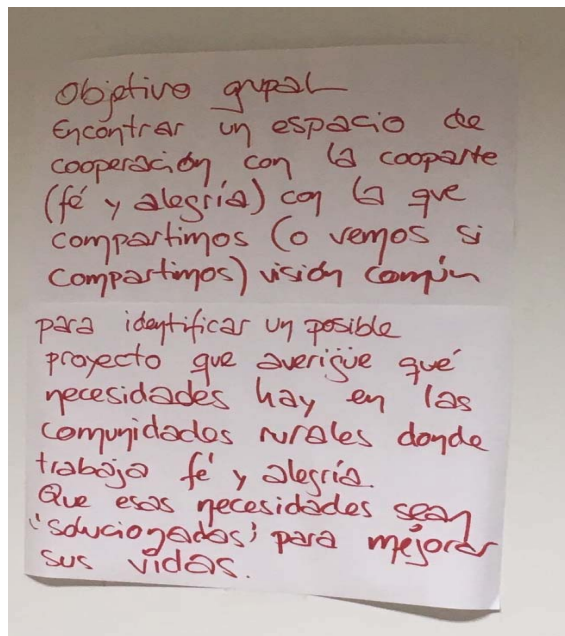 Objetivo grupal
Encontrar un espacio de
cooperación con la cooparte
(fé y alegría) con la que
compartimos (o vemos si
compartimos) visión común
para identificar un posible
proyecto que averigüe qué
necesidades hay en las
comunidades rurales donde
trabaja fé y alegría.
Que esas necesidades sean
'solucionadas' para mejorar
sus vidas.